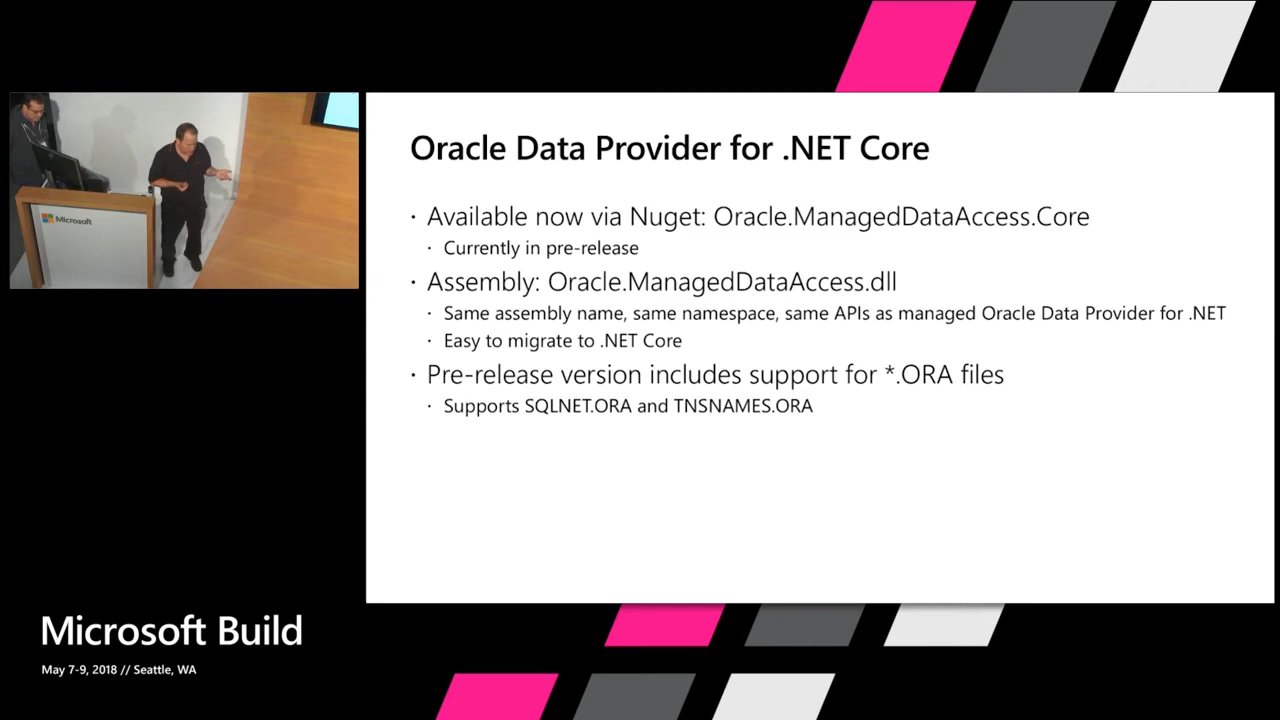 Oracle Data Provider for .NET Core
· Available now via Nuget: Oracle.ManagedDataAccess.Core
· Currently in pre-release
· Assembly: Oracle.ManagedDataAccess.dll
· Same assembly name, same namespace, same APIs as managed Oracle Data Provider for .NET
· Easy to migrate to .NET Core
· Pre-release version includes support for *.ORA files
· Supports SQLNET.ORA and TNSNAMES.ORA
Microsoft
Microsoft Build
May 7-9, 2018 // Seattle, WA